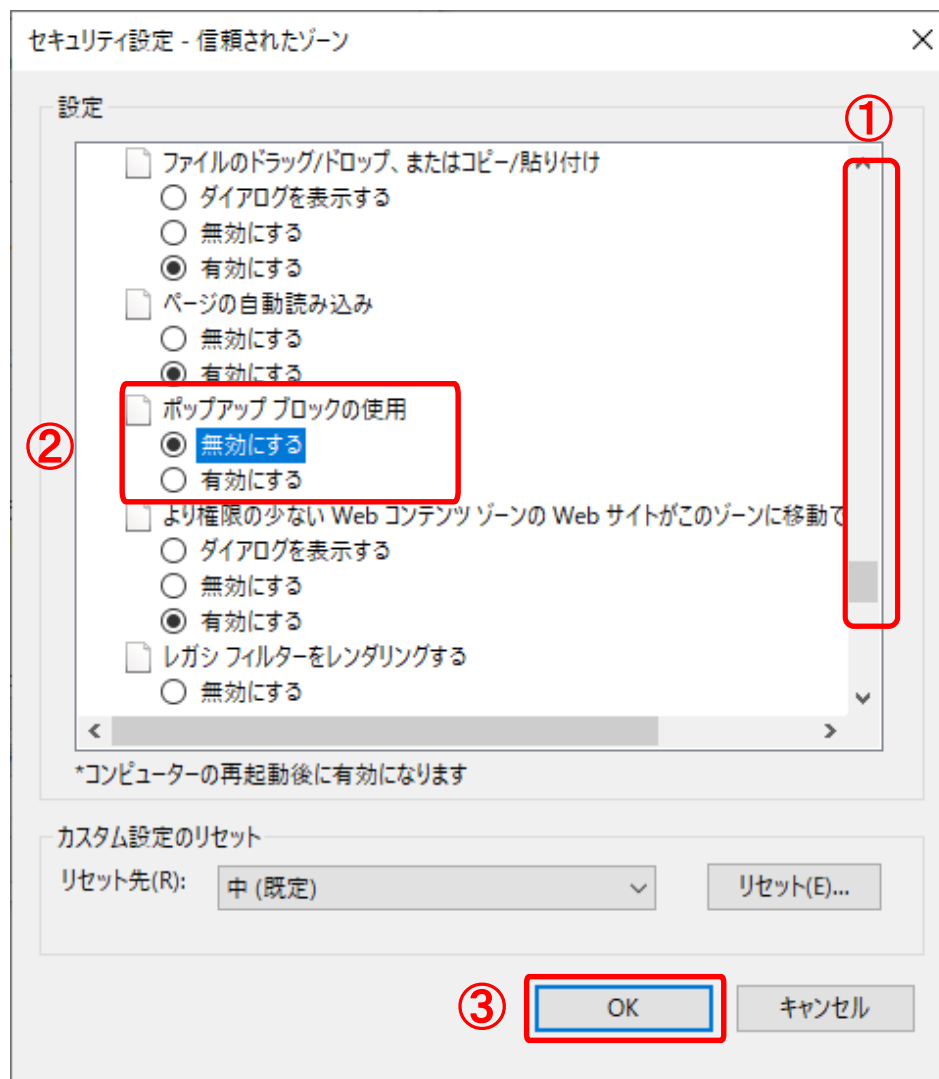 セキュリティ設定 - 信頼されたゾーン
設定
①
ファイルのドラッグ/ドロップ、またはコピー/貼り付け
ダイアログを表示する
無効にする
有効にする
ページの自動読み込み
無効にする
有効にする
ポップアップ ブロックの使用
②
無効にする
有効にする
より権限の少ない Web コンテンツ ゾーンの Web サイトがこのゾーンに移動で
ダイアログを表示する
無効にする
有効にする
レガシ フィルターをレンダリングする
無効にする
*コンピューターの再起動後に有効になります
カスタム設定のリセット
リセット先(R): 中 (既定) リセット(E)...
③ OK キャンセル